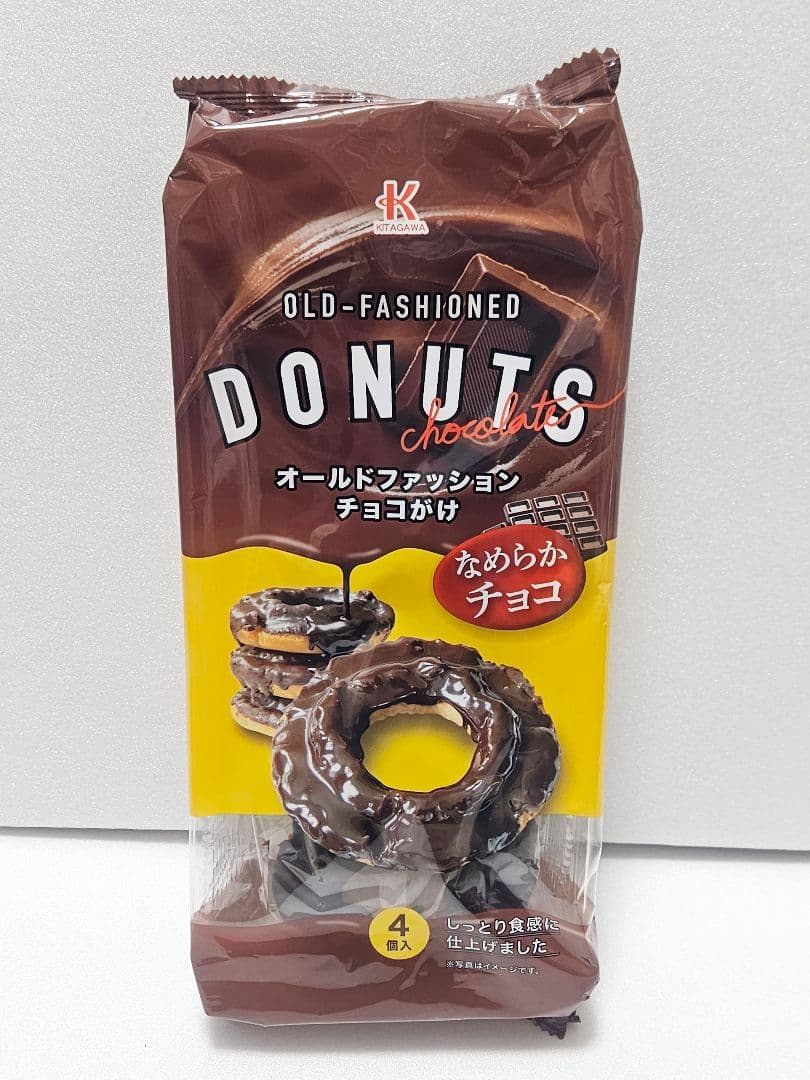 K
KITAGAWA
OLD-FASHIONED
DONUTS
chocolate
オールドファッション
チョコがけ
なめらか
チョコ
4
個入
しっとり食感に
仕上げました
※写真はイメージです。